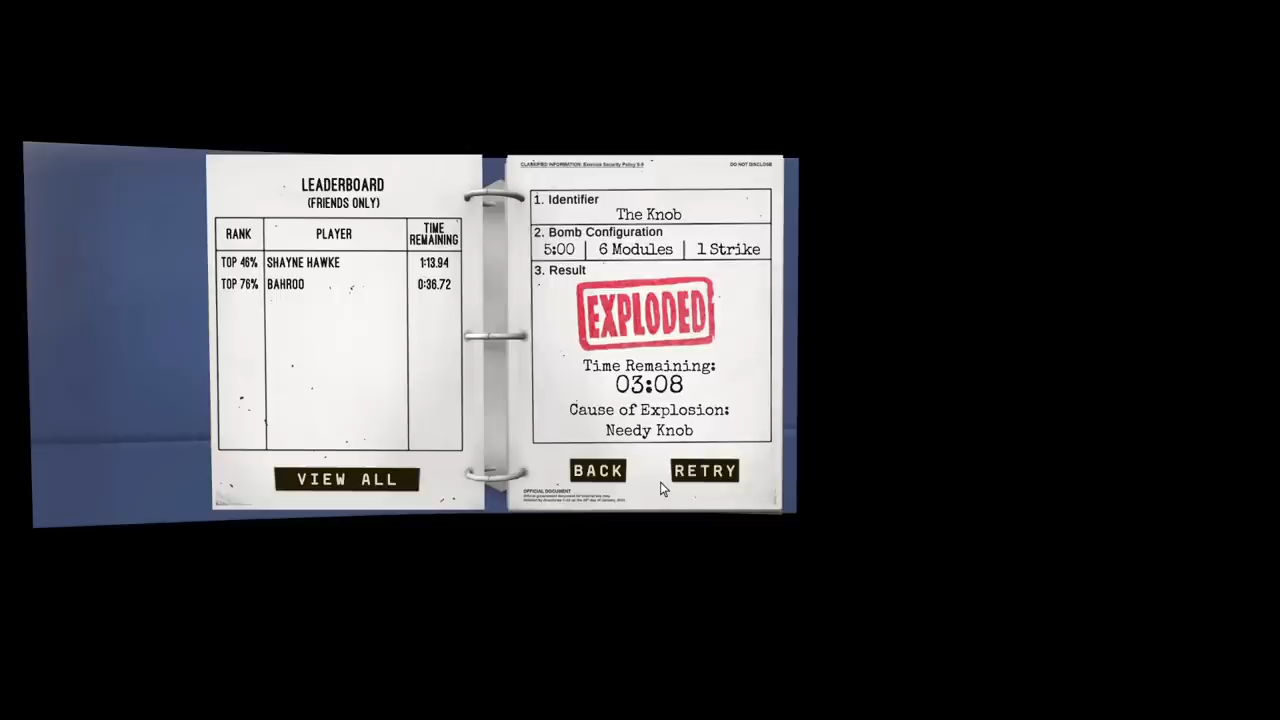 LEADERBOARD
(FRIENDS ONLY)
RANK PLAYER TIME REMAINING
TOP 46% SHAYNE HAWKE 1:13.94
TOP 76% BAHROO 0:36.72
VIEW ALL
DO NOT DISCLOSE
1. Identifier
The Knob
2. Bomb Configuration
5:00 6 Modules 1 Strike
3. Result
EXPLODED
Time Remaining:
03:08
Cause of Explosion:
Needy Knob
BACK RETRY
OFFICIAL DOCUMENT